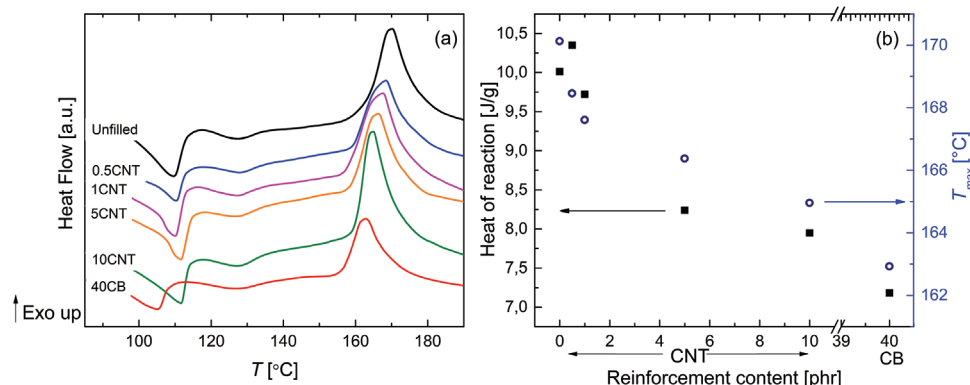 (a)
Heat Flow [a.u.]
Unfilled
0.5CNT
1CNT
5CNT
10CNT
40CB
Exo up
100 120 140 160 180
T [°C]
(b)
Heat of reaction [J/g]
10,5
10,0
9,5
9,0
8,5
8,0
7,5
7,0
170
168
166
164
162
Tmax [°C]
0 2 4 6 8 10 39 40
CNT CB
Reinforcement content [phr]